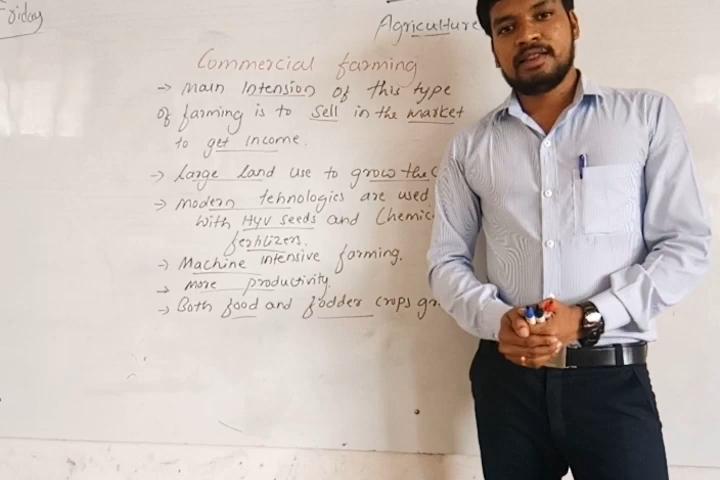 Friday
Agriculture
Commercial farming
→ Main Intension of this type
of farming is to sell in the market
to get income.
→ Large land use to grow the
→ Modern tehnologies are used
with HYV seeds and Chemic
fertilizers.
→ Machine intensive farming.
→ more productivity.
→ Both food and fodder crops gr